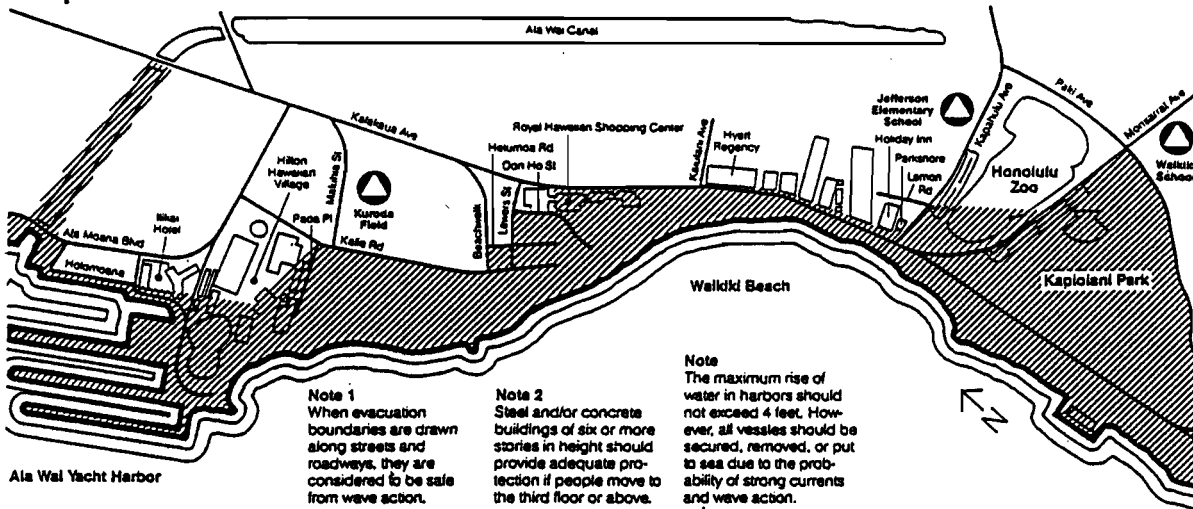 Ala Wai Canal
Kalakaua Ave
Ala Moana Blvd
Holomoana
Ilikai
Hotel
Hilton
Hawaiian
Village
Paoa Pl
Maluhia St
Kuroda
Field
Kalia Rd
Beachwalk
Lewers St
Helumoa Rd
Don Ho St
Royal Hawaiian Shopping Center
Kaiulani Ave
Hyatt
Regency
Jefferson
Elementary
School
Holiday Inn
Parkshore
Lemon
Rd
Kapahulu Ave
Paki Ave
Monsarrat Ave
Honolulu
Zoo
Waikiki
School
Kapiolani Park
Waikiki Beach
N
Ala Wai Yacht Harbor
Note 1
When evacuation
boundaries are drawn
along streets and
roadways, they are
considered to be safe
from wave action.
Note 2
Steel and/or concrete
buildings of six or more
stories in height should
provide adequate pro-
tection if people move to
the third floor or above.
Note
The maximum rise of
water in harbors should
not exceed 4 feet. How-
ever, all vessles should be
secured, removed, or put
to sea due to the prob-
ability of strong currents
and wave action.